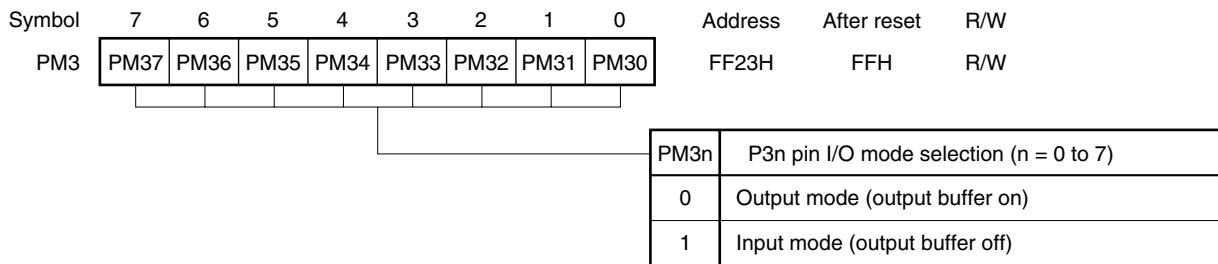 Symbol 7 6 5 4 3 2 1 0 Address After reset R/W
PM3 PM37 PM36 PM35 PM34 PM33 PM32 PM31 PM30 FF23H FFH R/W
PM3n P3n pin I/O mode selection (n = 0 to 7)
0 Output mode (output buffer on)
1 Input mode (output buffer off)